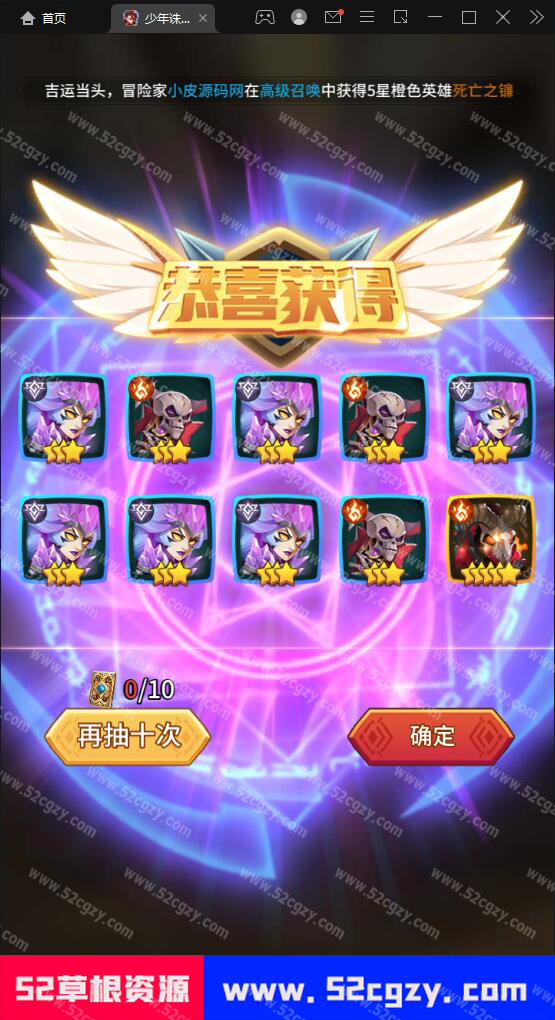 首页
少年诛...
吉运当头，冒险家小皮源码网在高级召唤中获得5星橙色英雄死亡之镰
恭喜获得
0/10
再抽十次
确定
52草根资源
www.52cgzy.com